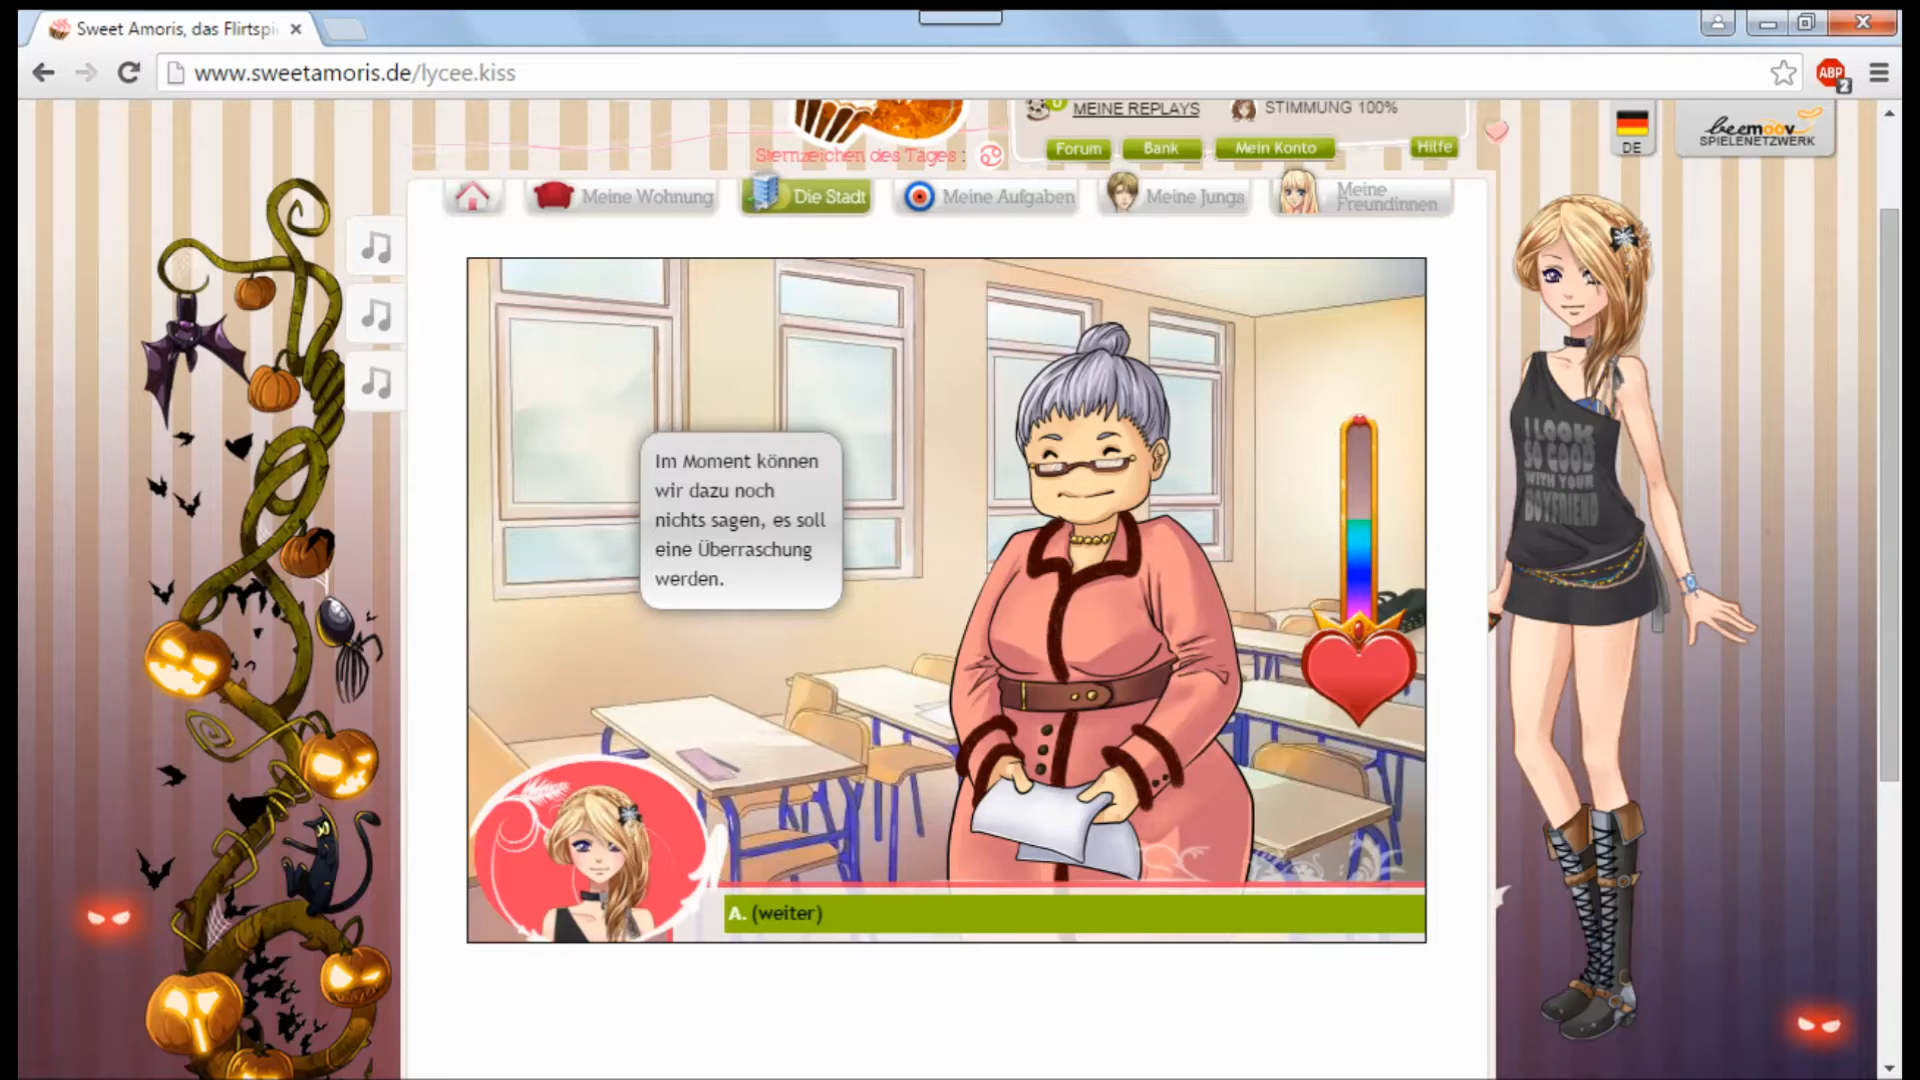 Sweet Amoris, das Flirtspi
www.sweetamoris.de/lycee.kiss
ABP
2
0
MEINE REPLAYS
STIMMUNG 100%
Sternzeichen des Tages :
Forum
Bank
Mein Konto
Hilfe
DE
beemoov
SPIELENETZWERK
Meine Wohnung
Die Stadt
Meine Aufgaben
Meine Jungs
Meine
Freundinnen
Im Moment können
wir dazu noch
nichts sagen, es soll
eine Überraschung
werden.
I LOOK
SO GOOD
WITH YOUR
BOYFRIEND
A. (weiter)